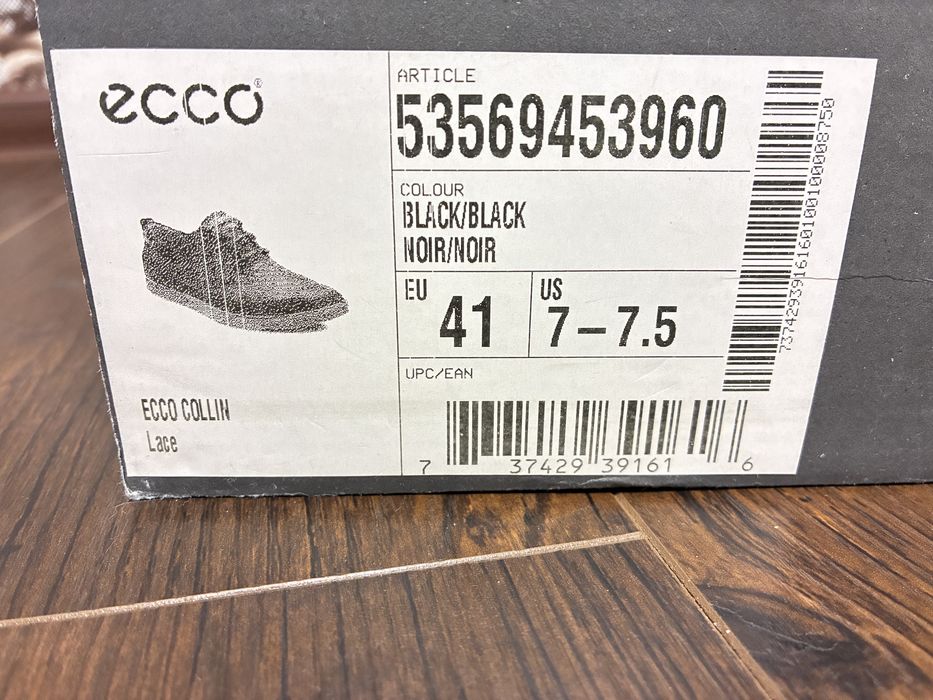 ecco®
ARTICLE
53569453960
COLOUR
BLACK/BLACK
NOIR/NOIR
EU
41
US
7 – 7.5
UPC/EAN
7 37429 39161 6
ECCO COLLIN
Lace
73742939161601001000008750